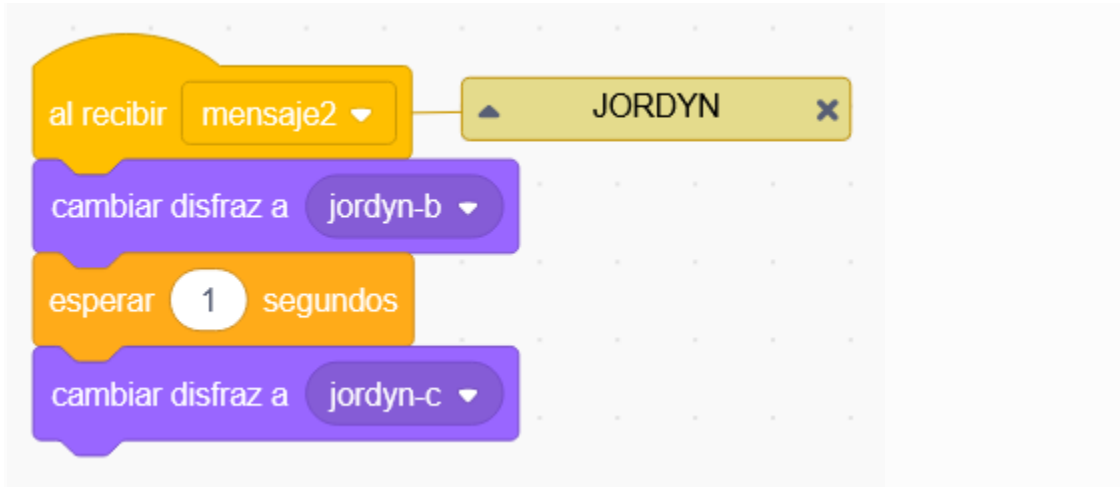 al recibir mensaje2 JORDYN
cambiar disfraz a jordyn-b
esperar 1 segundos
cambiar disfraz a jordyn-c